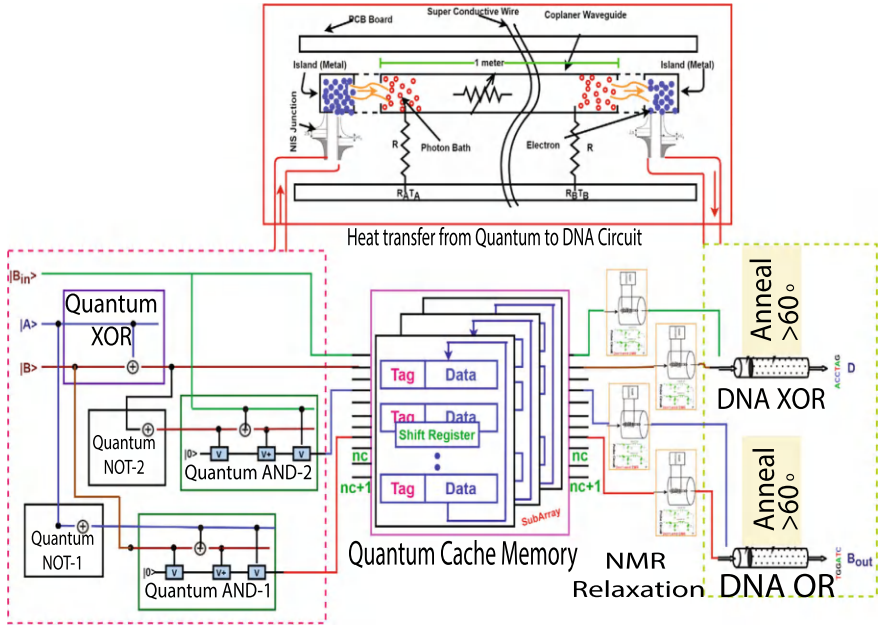 PCB Board
Super Conductive Wire
Coplaner Waveguide
Island (Metal)
1 meter
Island (Metal)
NIS Junction
R
Photon Bath
Electron
R
RATA
RBTB
Heat transfer from Quantum to DNA Circuit
|Bin>
|A>
|B>
Quantum
XOR
Quantum
NOT-2
|0>
V
V+
V
Quantum AND-2
Quantum
NOT-1
|0>
V
V+
V
Quantum AND-1
Tag
Data
Tag
Data
Shift Register
Tag
Data
nc
nc+1
nc
nc+1
SubArray
Quantum Cache Memory
NMR
Relaxation
Anneal
>60°
DNA XOR
ACCTAG
D
Anneal
>60°
DNA OR
TGGATC
Bout